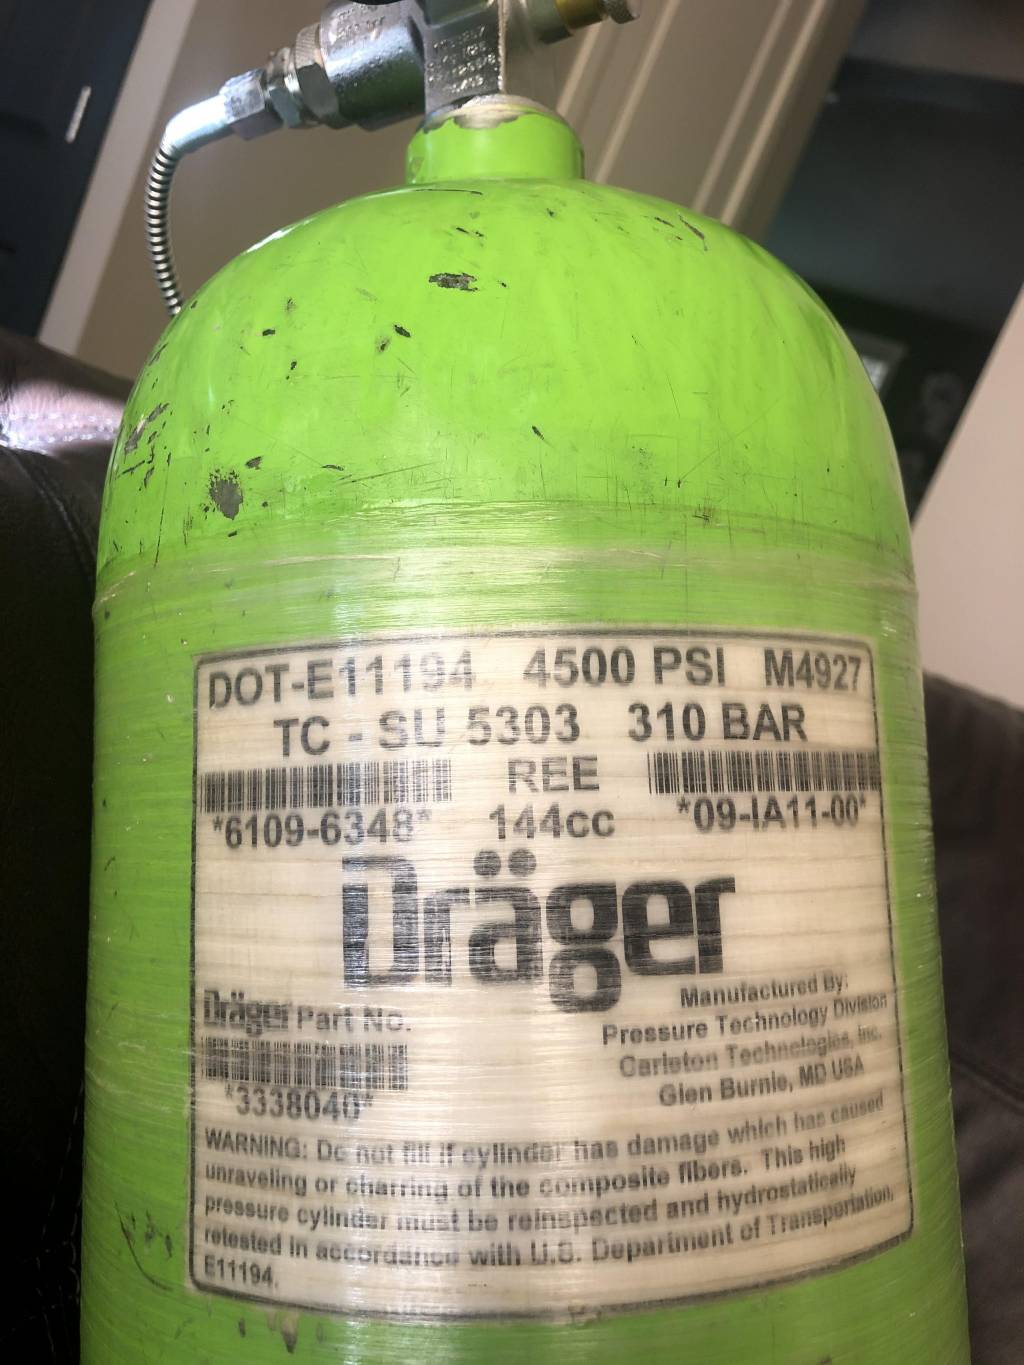 DOT-E11194 4500 PSI M4927
TC - SU 5303 310 BAR
REE
*6109-6348* 144cc *09-IA11-00*
Dräger
Manufactured By:
Pressure Technology Division
Carleton Technologies, Inc.
Glen Burnie, MD USA
Dräger Part No.
*3338040*
WARNING: Do not fill if cylinder has damage which has caused
unraveling or charring of the composite fibers. This high
pressure cylinder must be reinspected and hydrostatically
retested in accordance with U.S. Department of Transportation,
E11194.